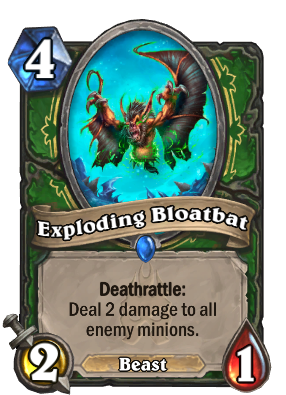 4
Exploding Bloatbat
Deathrattle:
Deal 2 damage to all
enemy minions.
2
Beast
1